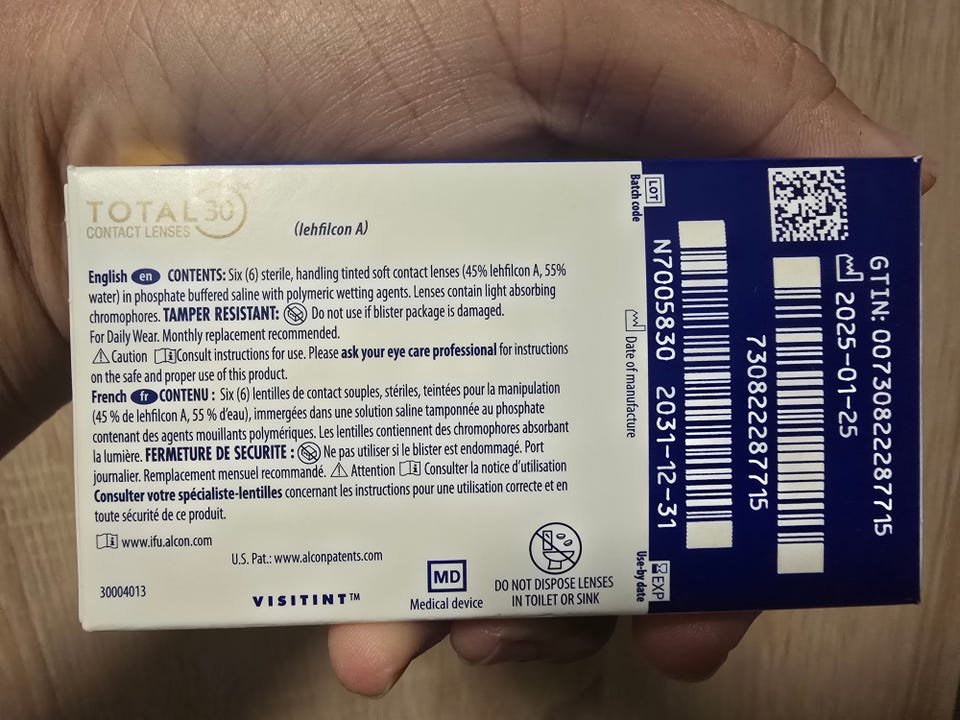 TOTAL 30
CONTACT LENSES
(lehfilcon A)
English en CONTENTS: Six (6) sterile, handling tinted soft contact lenses (45% lehfilcon A, 55%
water) in phosphate buffered saline with polymeric wetting agents. Lenses contain light absorbing
chromophores. TAMPER RESISTANT: Do not use if blister package is damaged.
For Daily Wear. Monthly replacement recommended.
Caution Consult instructions for use. Please ask your eye care professional for instructions
on the safe and proper use of this product.
French fr CONTENU : Six (6) lentilles de contact souples, stériles, teintées pour la manipulation
(45 % de lehfilcon A, 55 % d'eau), immergées dans une solution saline tamponnée au phosphate
contenant des agents mouillants polymériques. Les lentilles contiennent des chromophores absorbant
la lumière. FERMETURE DE SECURITE : Ne pas utiliser si le blister est endommagé. Port
journalier. Remplacement mensuel recommandé. Attention Consulter la notice d'utilisation
Consulter votre spécialiste-lentilles concernant les instructions pour une utilisation correcte et en
toute sécurité de ce produit.
www.ifu.alcon.com
U.S. Pat.: www.alconpatents.com
30004013
VISITINT™
MD
Medical device
DO NOT DISPOSE LENSES
IN TOILET OR SINK
LOT
Batch code
Date of manufacture
EXP
Use-by date
N7005830 2031-12-31
730822287715
2025-01-25
GTIN: 00730822287715